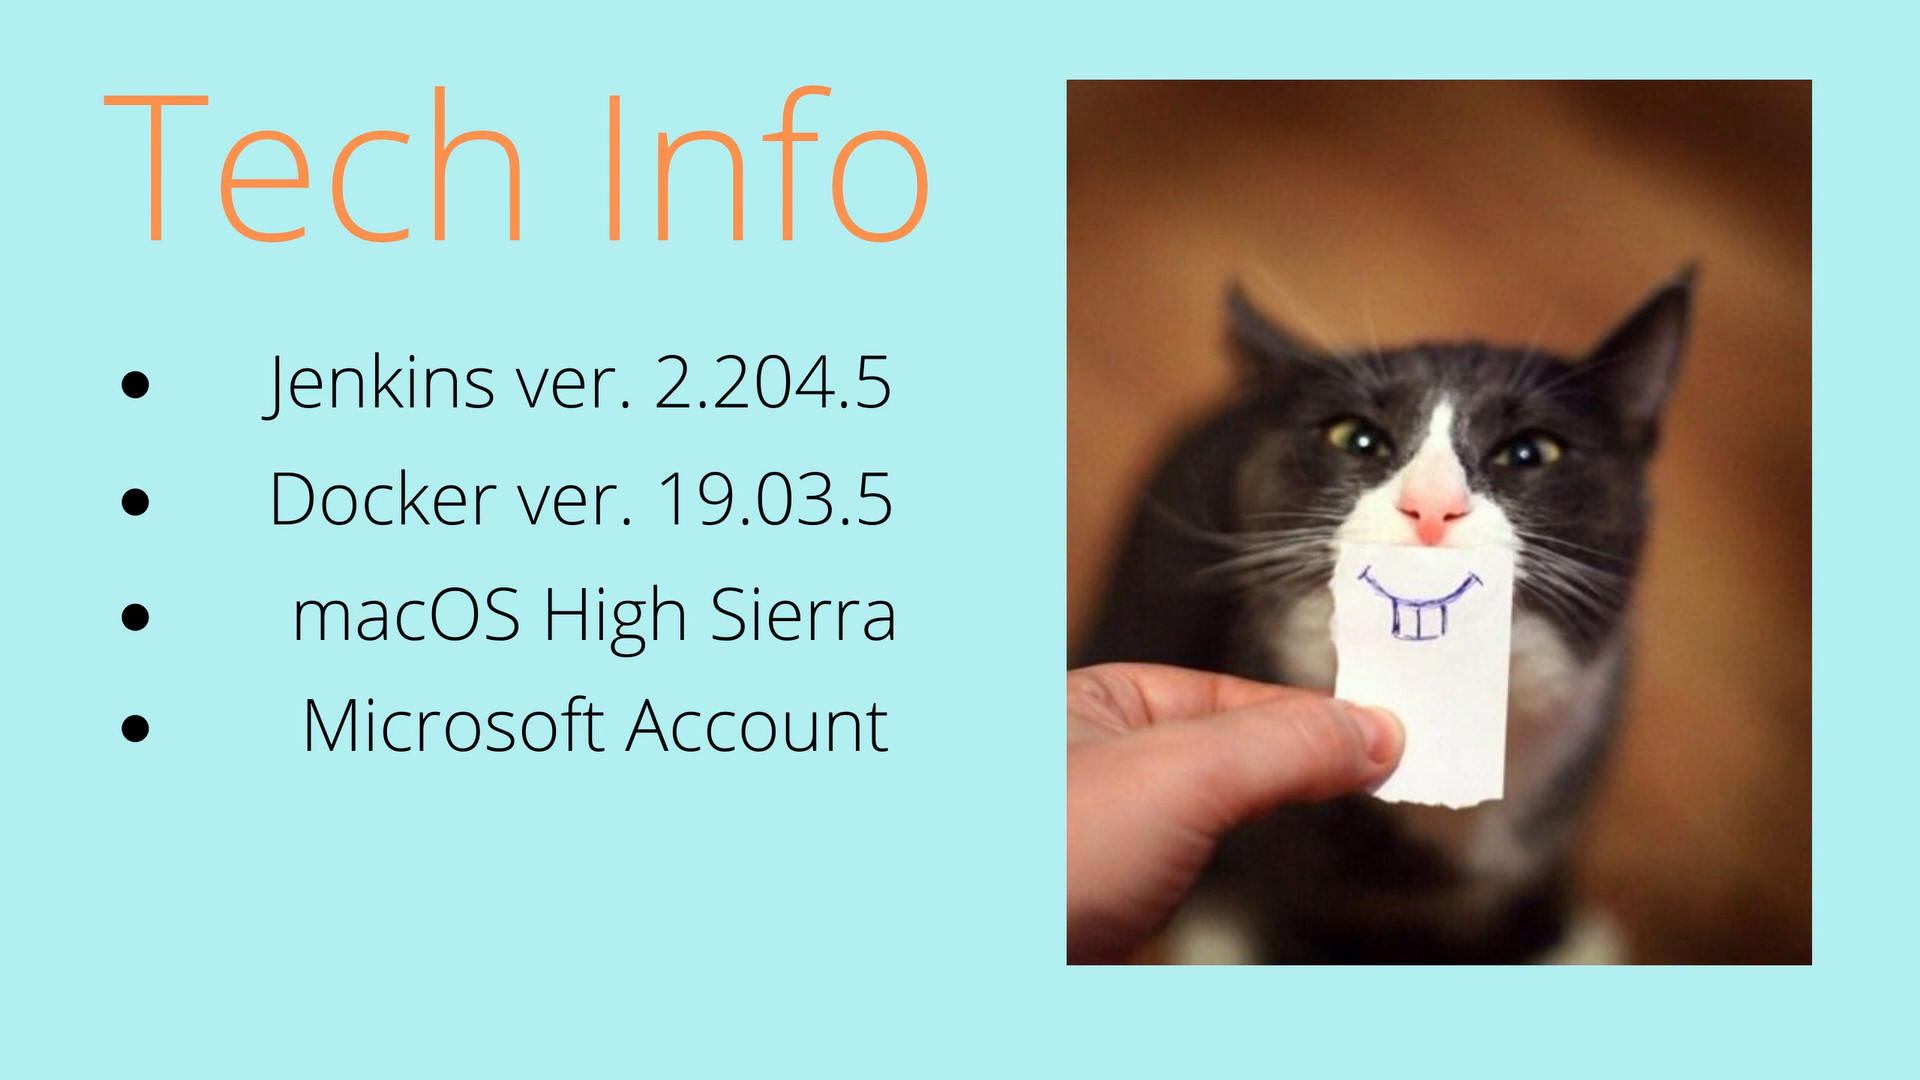 Tech Info
• Jenkins ver. 2.204.5
• Docker ver. 19.03.5
• macOS High Sierra
• Microsoft Account